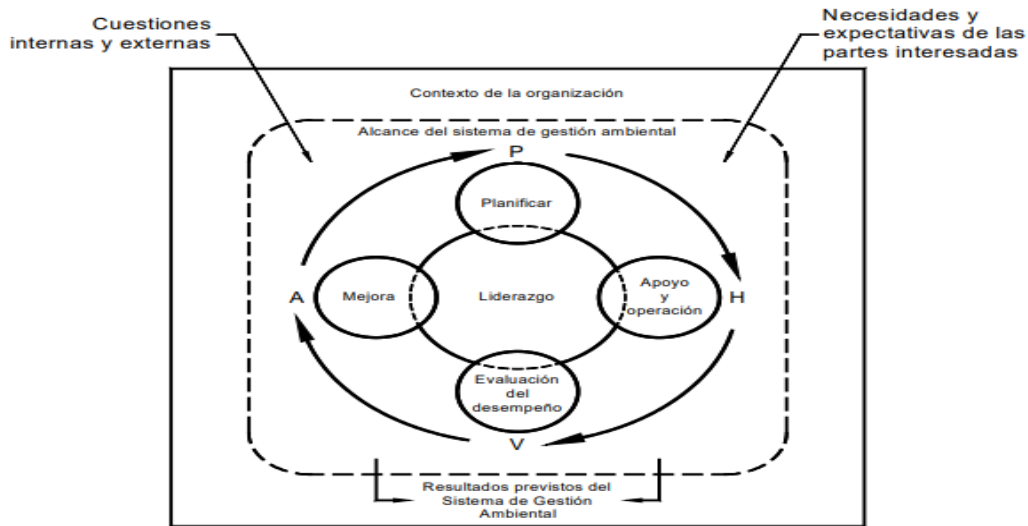 Cuestiones
internas y externas
Necesidades y
expectativas de las
partes interesadas
Contexto de la organización
Alcance del sistema de gestión ambiental
P
Planificar
A
Mejora
Liderazgo
Apoyo
y
operación
H
Evaluación
del
desempeño
V
Resultados previstos del
Sistema de Gestión
Ambiental